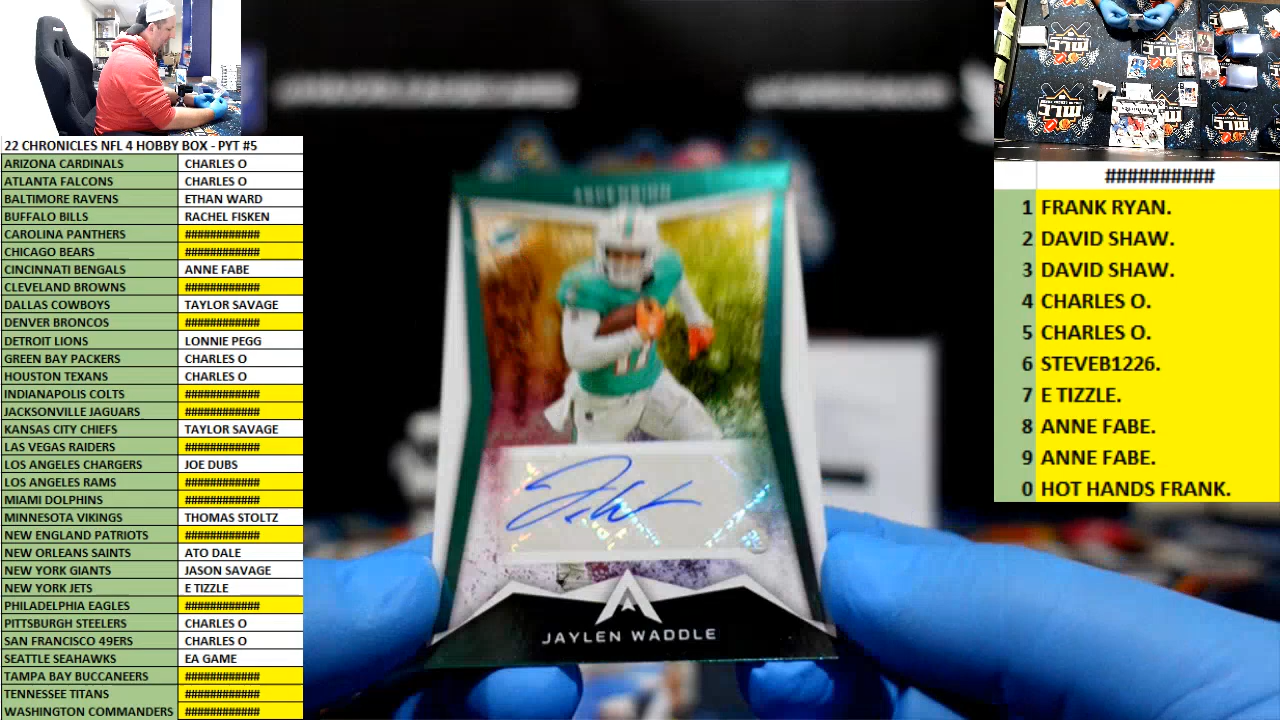 22 CHRONICLES NFL 4 HOBBY BOX - PYT #5
ARIZONA CARDINALS CHARLES O
ATLANTA FALCONS CHARLES O
BALTIMORE RAVENS ETHAN WARD
BUFFALO BILLS RACHEL FISKEN
CAROLINA PANTHERS ############
CHICAGO BEARS ############
CINCINNATI BENGALS ANNE FABE
CLEVELAND BROWNS ############
DALLAS COWBOYS TAYLOR SAVAGE
DENVER BRONCOS ############
DETROIT LIONS LONNIE PEGG
GREEN BAY PACKERS CHARLES O
HOUSTON TEXANS CHARLES O
INDIANAPOLIS COLTS ############
JACKSONVILLE JAGUARS ############
KANSAS CITY CHIEFS TAYLOR SAVAGE
LAS VEGAS RAIDERS ############
LOS ANGELES CHARGERS JOE DUBS
LOS ANGELES RAMS ############
MIAMI DOLPHINS ############
MINNESOTA VIKINGS THOMAS STOLTZ
NEW ENGLAND PATRIOTS ############
NEW ORLEANS SAINTS ATO DALE
NEW YORK GIANTS JASON SAVAGE
NEW YORK JETS E TIZZLE
PHILADELPHIA EAGLES ############
PITTSBURGH STEELERS CHARLES O
SAN FRANCISCO 49ERS CHARLES O
SEATTLE SEAHAWKS EA GAME
TAMPA BAY BUCCANEERS ############
TENNESSEE TITANS ############
WASHINGTON COMMANDERS ############
17
JAYLEN WADDLE
##########
1 FRANK RYAN.
2 DAVID SHAW.
3 DAVID SHAW.
4 CHARLES O.
5 CHARLES O.
6 STEVEB1226.
7 E TIZZLE.
8 ANNE FABE.
9 ANNE FABE.
0 HOT HANDS FRANK.